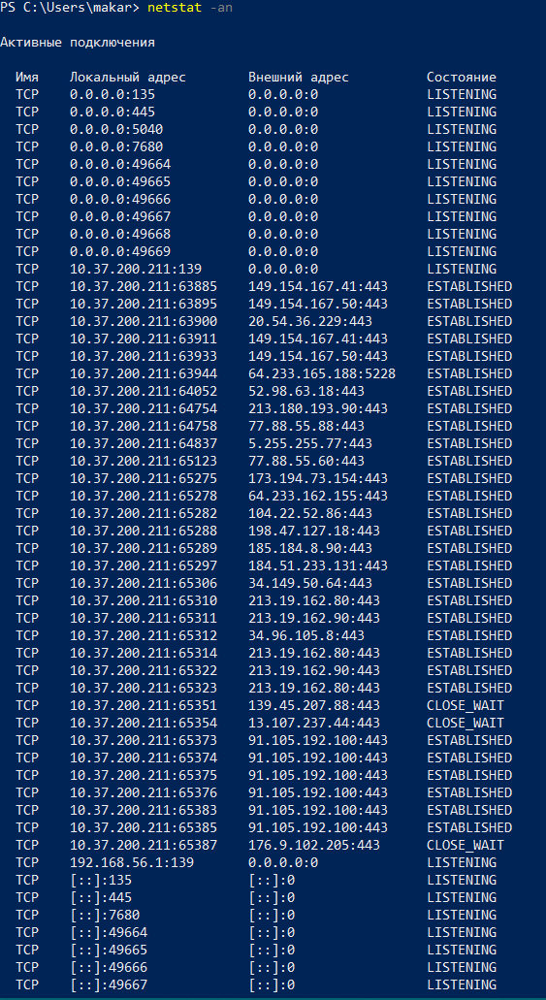 PS C:\Users\makar> netstat -an
Активные подключения
Имя Локальный адрес Внешний адрес Состояние
TCP 0.0.0.0:135 0.0.0.0:0 LISTENING
TCP 0.0.0.0:445 0.0.0.0:0 LISTENING
TCP 0.0.0.0:5040 0.0.0.0:0 LISTENING
TCP 0.0.0.0:7680 0.0.0.0:0 LISTENING
TCP 0.0.0.0:49664 0.0.0.0:0 LISTENING
TCP 0.0.0.0:49665 0.0.0.0:0 LISTENING
TCP 0.0.0.0:49666 0.0.0.0:0 LISTENING
TCP 0.0.0.0:49667 0.0.0.0:0 LISTENING
TCP 0.0.0.0:49668 0.0.0.0:0 LISTENING
TCP 0.0.0.0:49669 0.0.0.0:0 LISTENING
TCP 10.37.200.211:139 0.0.0.0:0 LISTENING
TCP 10.37.200.211:63885 149.154.167.41:443 ESTABLISHED
TCP 10.37.200.211:63895 149.154.167.50:443 ESTABLISHED
TCP 10.37.200.211:63900 20.54.36.229:443 ESTABLISHED
TCP 10.37.200.211:63911 149.154.167.41:443 ESTABLISHED
TCP 10.37.200.211:63933 149.154.167.50:443 ESTABLISHED
TCP 10.37.200.211:63944 64.233.165.188:5228 ESTABLISHED
TCP 10.37.200.211:64052 52.98.63.18:443 ESTABLISHED
TCP 10.37.200.211:64754 213.180.193.90:443 ESTABLISHED
TCP 10.37.200.211:64758 77.88.55.88:443 ESTABLISHED
TCP 10.37.200.211:64837 5.255.255.77:443 ESTABLISHED
TCP 10.37.200.211:65123 77.88.55.60:443 ESTABLISHED
TCP 10.37.200.211:65275 173.194.73.154:443 ESTABLISHED
TCP 10.37.200.211:65278 64.233.162.155:443 ESTABLISHED
TCP 10.37.200.211:65282 104.22.52.86:443 ESTABLISHED
TCP 10.37.200.211:65288 198.47.127.18:443 ESTABLISHED
TCP 10.37.200.211:65289 185.184.8.90:443 ESTABLISHED
TCP 10.37.200.211:65297 184.51.233.131:443 ESTABLISHED
TCP 10.37.200.211:65306 34.149.50.64:443 ESTABLISHED
TCP 10.37.200.211:65310 213.19.162.80:443 ESTABLISHED
TCP 10.37.200.211:65311 213.19.162.90:443 ESTABLISHED
TCP 10.37.200.211:65312 34.96.105.8:443 ESTABLISHED
TCP 10.37.200.211:65314 213.19.162.80:443 ESTABLISHED
TCP 10.37.200.211:65322 213.19.162.90:443 ESTABLISHED
TCP 10.37.200.211:65323 213.19.162.80:443 ESTABLISHED
TCP 10.37.200.211:65351 139.45.207.88:443 CLOSE_WAIT
TCP 10.37.200.211:65354 13.107.237.44:443 CLOSE_WAIT
TCP 10.37.200.211:65373 91.105.192.100:443 ESTABLISHED
TCP 10.37.200.211:65374 91.105.192.100:443 ESTABLISHED
TCP 10.37.200.211:65375 91.105.192.100:443 ESTABLISHED
TCP 10.37.200.211:65376 91.105.192.100:443 ESTABLISHED
TCP 10.37.200.211:65383 91.105.192.100:443 ESTABLISHED
TCP 10.37.200.211:65385 91.105.192.100:443 ESTABLISHED
TCP 10.37.200.211:65387 176.9.102.205:443 CLOSE_WAIT
TCP 192.168.56.1:139 0.0.0.0:0 LISTENING
TCP [::]:135 [::]:0 LISTENING
TCP [::]:445 [::]:0 LISTENING
TCP [::]:7680 [::]:0 LISTENING
TCP [::]:49664 [::]:0 LISTENING
TCP [::]:49665 [::]:0 LISTENING
TCP [::]:49666 [::]:0 LISTENING
TCP [::]:49667 [::]:0 LISTENING